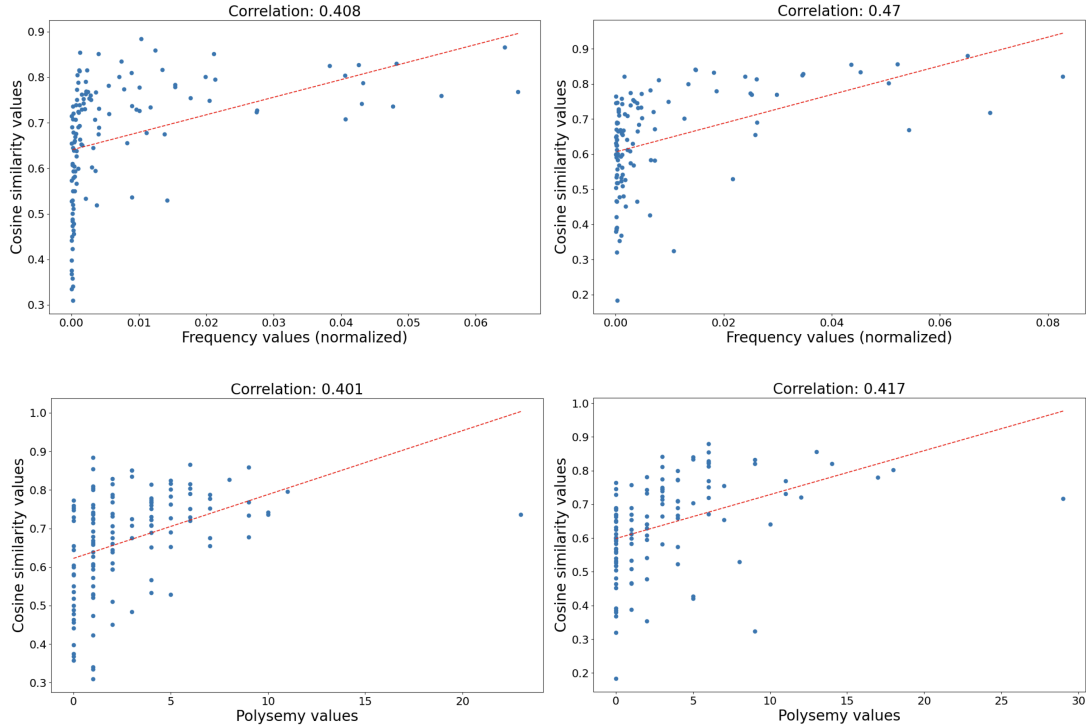 Correlation: 0.408
Cosine similarity values
0.9
0.8
0.7
0.6
0.5
0.4
0.3
0.00 0.01 0.02 0.03 0.04 0.05 0.06
Frequency values (normalized)
Correlation: 0.47
Cosine similarity values
0.9
0.8
0.7
0.6
0.5
0.4
0.3
0.2
0.00 0.02 0.04 0.06 0.08
Frequency values (normalized)
Correlation: 0.401
Cosine similarity values
1.0
0.9
0.8
0.7
0.6
0.5
0.4
0.3
0 5 10 15 20
Polysemy values
Correlation: 0.417
Cosine similarity values
1.0
0.9
0.8
0.7
0.6
0.5
0.4
0.3
0.2
0 5 10 15 20 25 30
Polysemy values